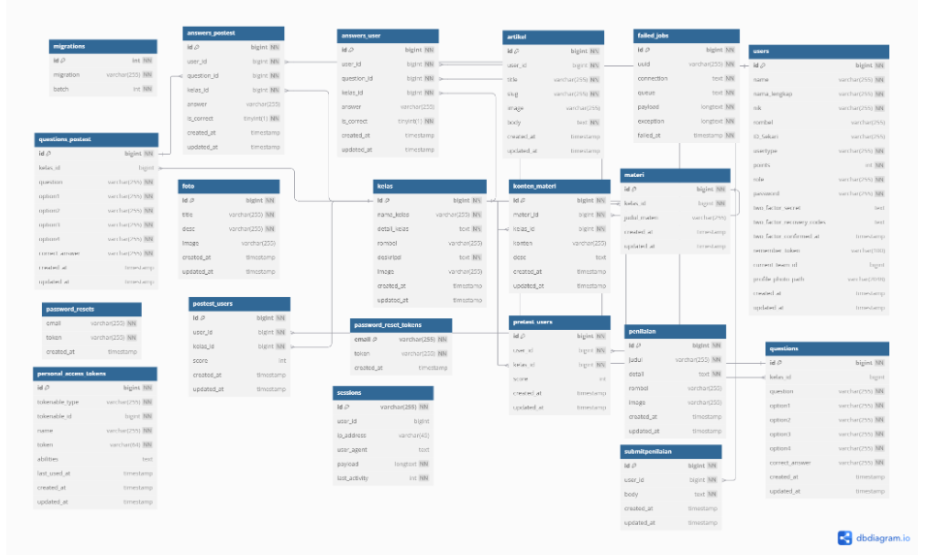 migrations
id int NN
migration varchar(255) NN
batch int NN
answers_postest
id bigint NN
user_id bigint NN
question_id bigint NN
kelas_id bigint NN
answer varchar(255)
is_correct tinyint(1) NN
created_at timestamp
updated_at timestamp
answers_user
id bigint NN
user_id bigint NN
question_id bigint NN
kelas_id bigint NN
answer varchar(255)
is_correct tinyint(1) NN
created_at timestamp
updated_at timestamp
artikel
id bigint NN
user_id bigint NN
title varchar(255) NN
slug varchar(255) NN
image varchar(255)
body text NN
created_at timestamp
updated_at timestamp
failed_jobs
id bigint NN
uuid varchar(255) NN
connection text NN
queue text NN
payload longtext NN
exception longtext NN
failed_at timestamp NN
users
id bigint NN
name varchar(255) NN
nama_lengkap varchar(255) NN
nik varchar(255) NN
rombel varchar(255)
varchar(255)
usertype varchar(255) NN
points int NN
role varchar(255) NN
password varchar(255) NN
two_factor_secret text
two_factor_recovery_codes text
two_factor_confirmed_at timestamp
remember_token varchar(100)
current_team_id bigint
profile_photo_path varchar(2048)
created_at timestamp
updated_at timestamp
questions_postest
id bigint NN
kelas_id bigint
question varchar(255) NN
option1 varchar(255) NN
option2 varchar(255) NN
option3 varchar(255) NN
option4 varchar(255) NN
correct_answer varchar(255) NN
created_at timestamp
updated_at timestamp
foto
id bigint NN
title varchar(255) NN
desc varchar(255) NN
image varchar(255)
created_at timestamp
updated_at timestamp
kelas
id bigint NN
nama_kelas varchar(255) NN
detail_kelas text NN
rombel varchar(255)
text NN
image varchar(255)
created_at timestamp
updated_at timestamp
konten_materi
id bigint NN
materi_id bigint NN
kelas_id bigint NN
konten varchar(255)
desc text
created_at timestamp
updated_at timestamp
materi
id bigint NN
kelas_id bigint NN
judul_materi varchar(255)
created_at timestamp
updated_at timestamp
password_resets
email varchar(255) NN
token varchar(255) NN
created_at timestamp
postest_users
id bigint NN
user_id bigint NN
kelas_id bigint NN
score int
created_at timestamp
updated_at timestamp
password_reset_tokens
email varchar(255) NN
token varchar(255) NN
created_at timestamp
pretest_users
id bigint NN
user_id bigint NN
kelas_id bigint NN
score int
created_at timestamp
updated_at timestamp
penilaian
id bigint NN
judul varchar(255) NN
detail text NN
rombel varchar(255)
image varchar(255)
created_at timestamp
updated_at timestamp
questions
id bigint NN
kelas_id bigint
question varchar(255) NN
option1 varchar(255) NN
option2 varchar(255) NN
option3 varchar(255) NN
option4 varchar(255) NN
correct_answer varchar(255) NN
created_at timestamp
updated_at timestamp
personal_access_tokens
id bigint NN
tokenable_type varchar(255) NN
tokenable_id bigint NN
name varchar(255) NN
token varchar(64) NN
abilities text
last_used_at timestamp
created_at timestamp
updated_at timestamp
sessions
id varchar(255) NN
user_id bigint
ip_address varchar(45)
user_agent text
payload longtext NN
last_activity int NN
submitpenilaian
id bigint NN
user_id bigint NN
body text NN
created_at timestamp
updated_at timestamp
dbdiagram.io